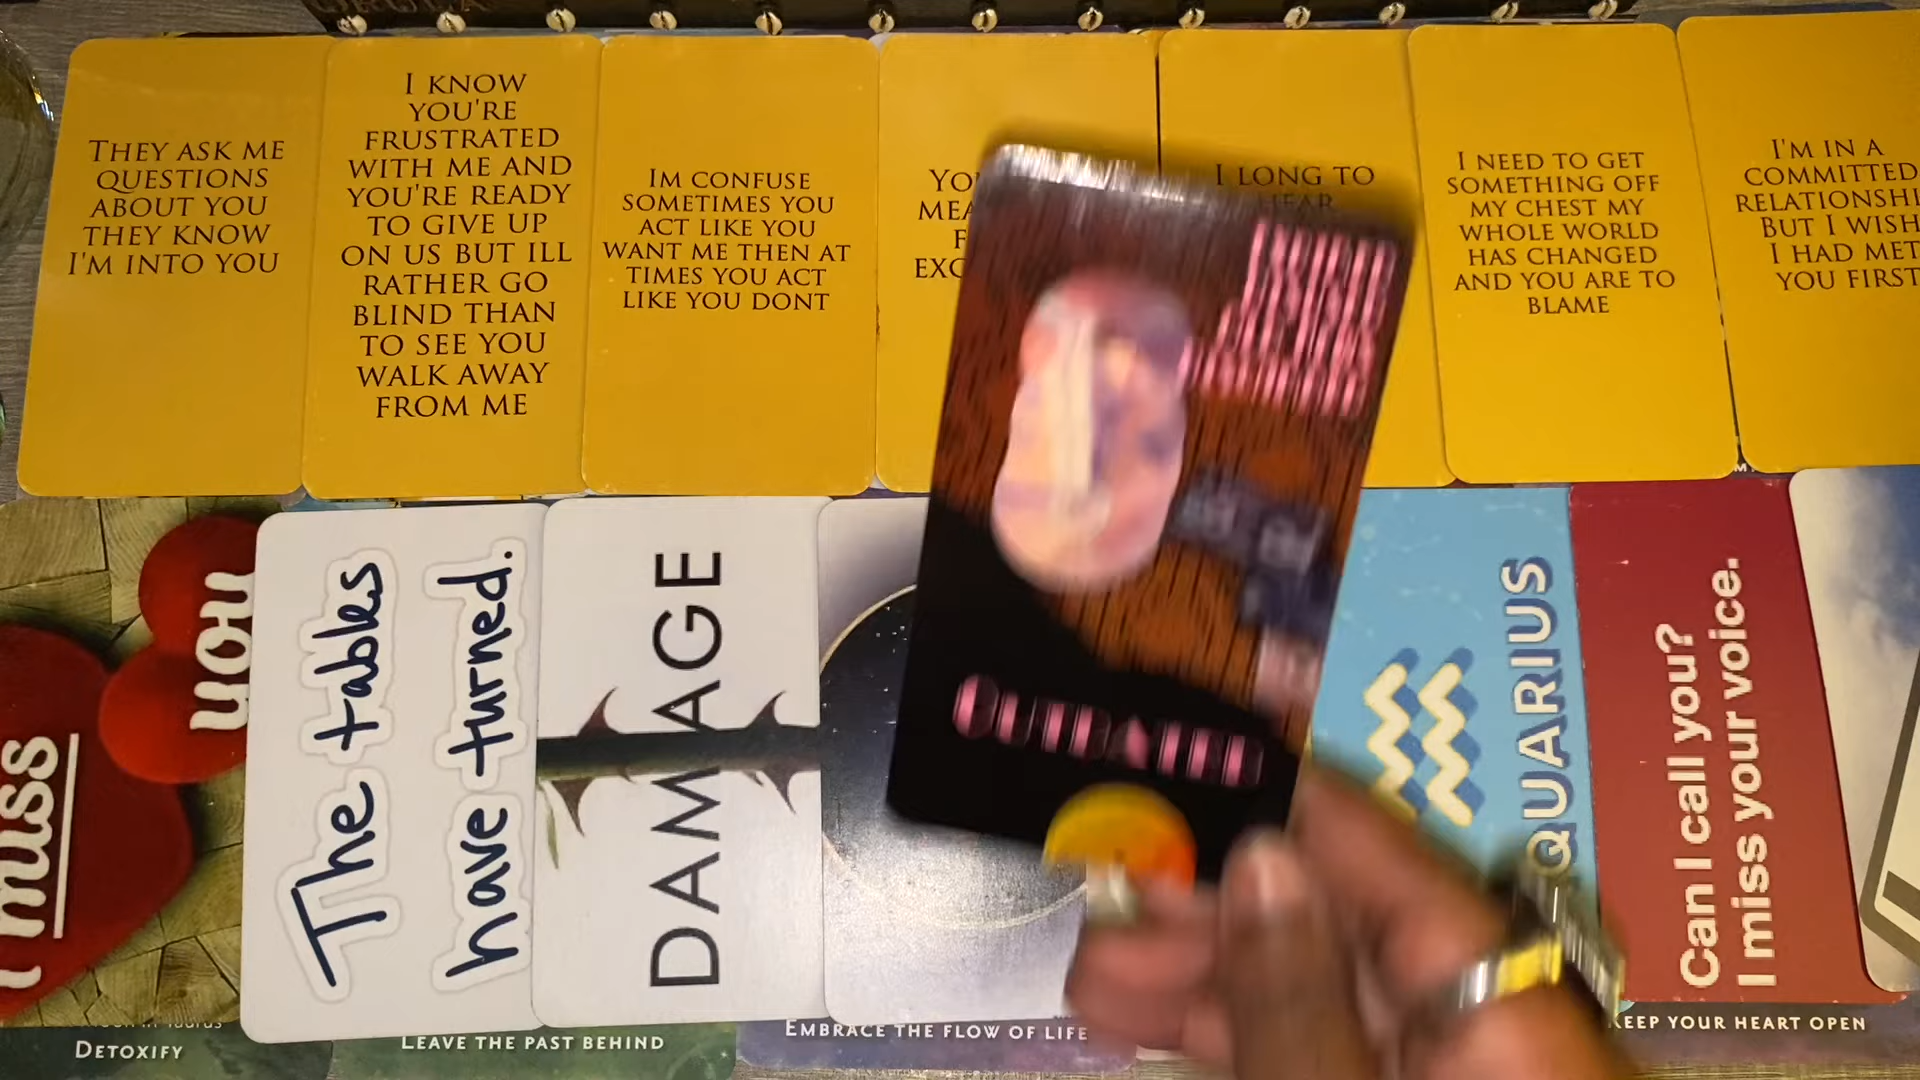 THEY ASK ME
QUESTIONS
ABOUT YOU
THEY KNOW
I'M INTO YOU
I KNOW
YOU'RE
FRUSTRATED
WITH ME AND
YOU'RE READY
TO GIVE UP
ON US BUT ILL
RATHER GO
BLIND THAN
TO SEE YOU
WALK AWAY
FROM ME
IM CONFUSE
SOMETIMES YOU
ACT LIKE YOU
WANT ME THEN AT
TIMES YOU ACT
LIKE YOU DONT
I LONG TO
HEAR
I NEED TO GET
SOMETHING OFF
MY CHEST MY
WHOLE WORLD
HAS CHANGED
AND YOU ARE TO
BLAME
I'M IN A
COMMITTED
RELATIONSHI
BUT I WISH
I HAD MET
YOU FIRST
I miss
you
The tables
have turned.
DAMAGE
QUARIUS
Can I call you?
I miss your voice.
in Taurus
DETOXIFY
LEAVE THE PAST BEHIND
EMBRACE THE FLOW OF LIFE
KEEP YOUR HEART OPEN